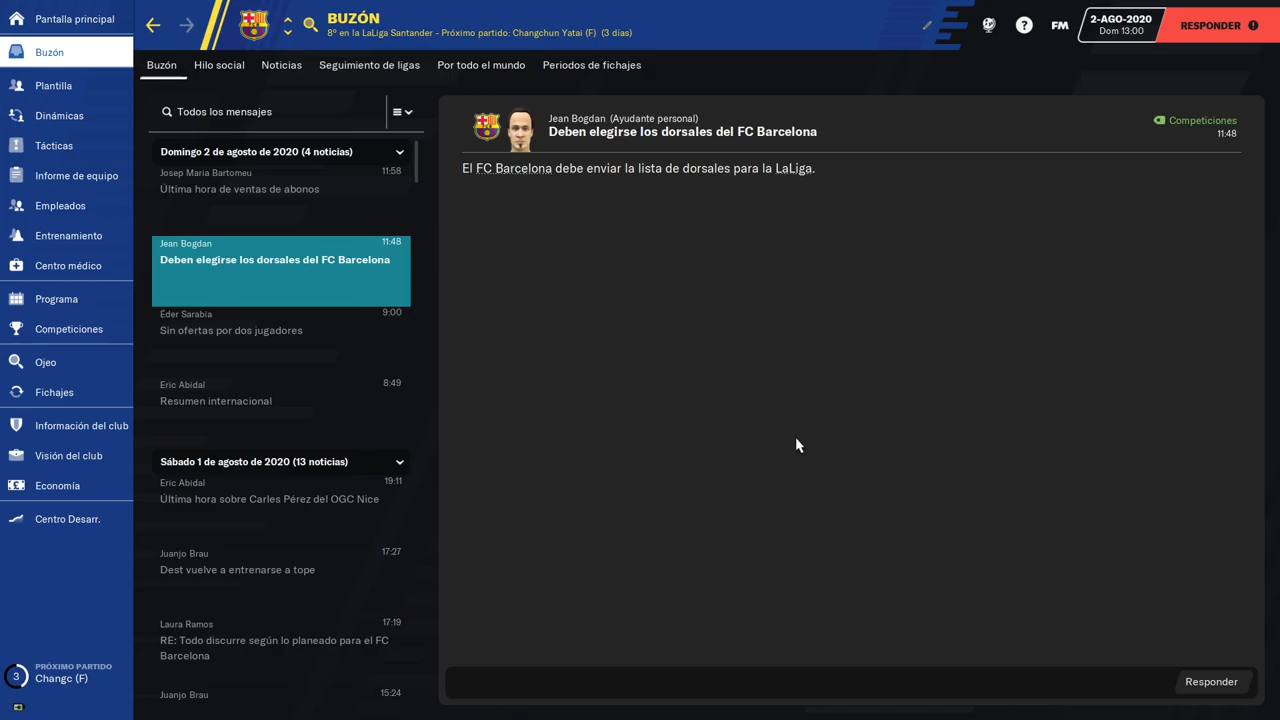 Pantalla principal
BUZÓN
8º en la LaLiga Santander - Próximo partido: Changchun Yatai (F) (3 días)
FM
2-AGO-2020
Dom 13:00
RESPONDER
Buzón
Plantilla
Dinámicas
Tácticas
Informe de equipo
Empleados
Entrenamiento
Centro médico
Programa
Competiciones
Ojeo
Fichajes
Información del club
Visión del club
Economía
Centro Desarr.
PRÓXIMO PARTIDO
3
Changc (F)
Buzón Hilo social Noticias Seguimiento de ligas Por todo el mundo Periodos de fichajes
Todos los mensajes
Domingo 2 de agosto de 2020 (4 noticias)
Josep Maria Bartomeu 11:58
Última hora de ventas de abonos
Jean Bogdan 11:48
Deben elegirse los dorsales del FC Barcelona
Éder Sarabia 9:00
Sin ofertas por dos jugadores
Eric Abidal 8:49
Resumen internacional
Sábado 1 de agosto de 2020 (13 noticias)
Eric Abidal 19:11
Última hora sobre Carles Pérez del OGC Nice
Juanjo Brau 17:27
Dest vuelve a entrenarse a tope
Laura Ramos 17:19
RE: Todo discurre según lo planeado para el FC
Barcelona
Juanjo Brau 15:24
Jean Bogdan (Ayudante personal)
Deben elegirse los dorsales del FC Barcelona
Competiciones
11:48
El FC Barcelona debe enviar la lista de dorsales para la LaLiga.
Responder